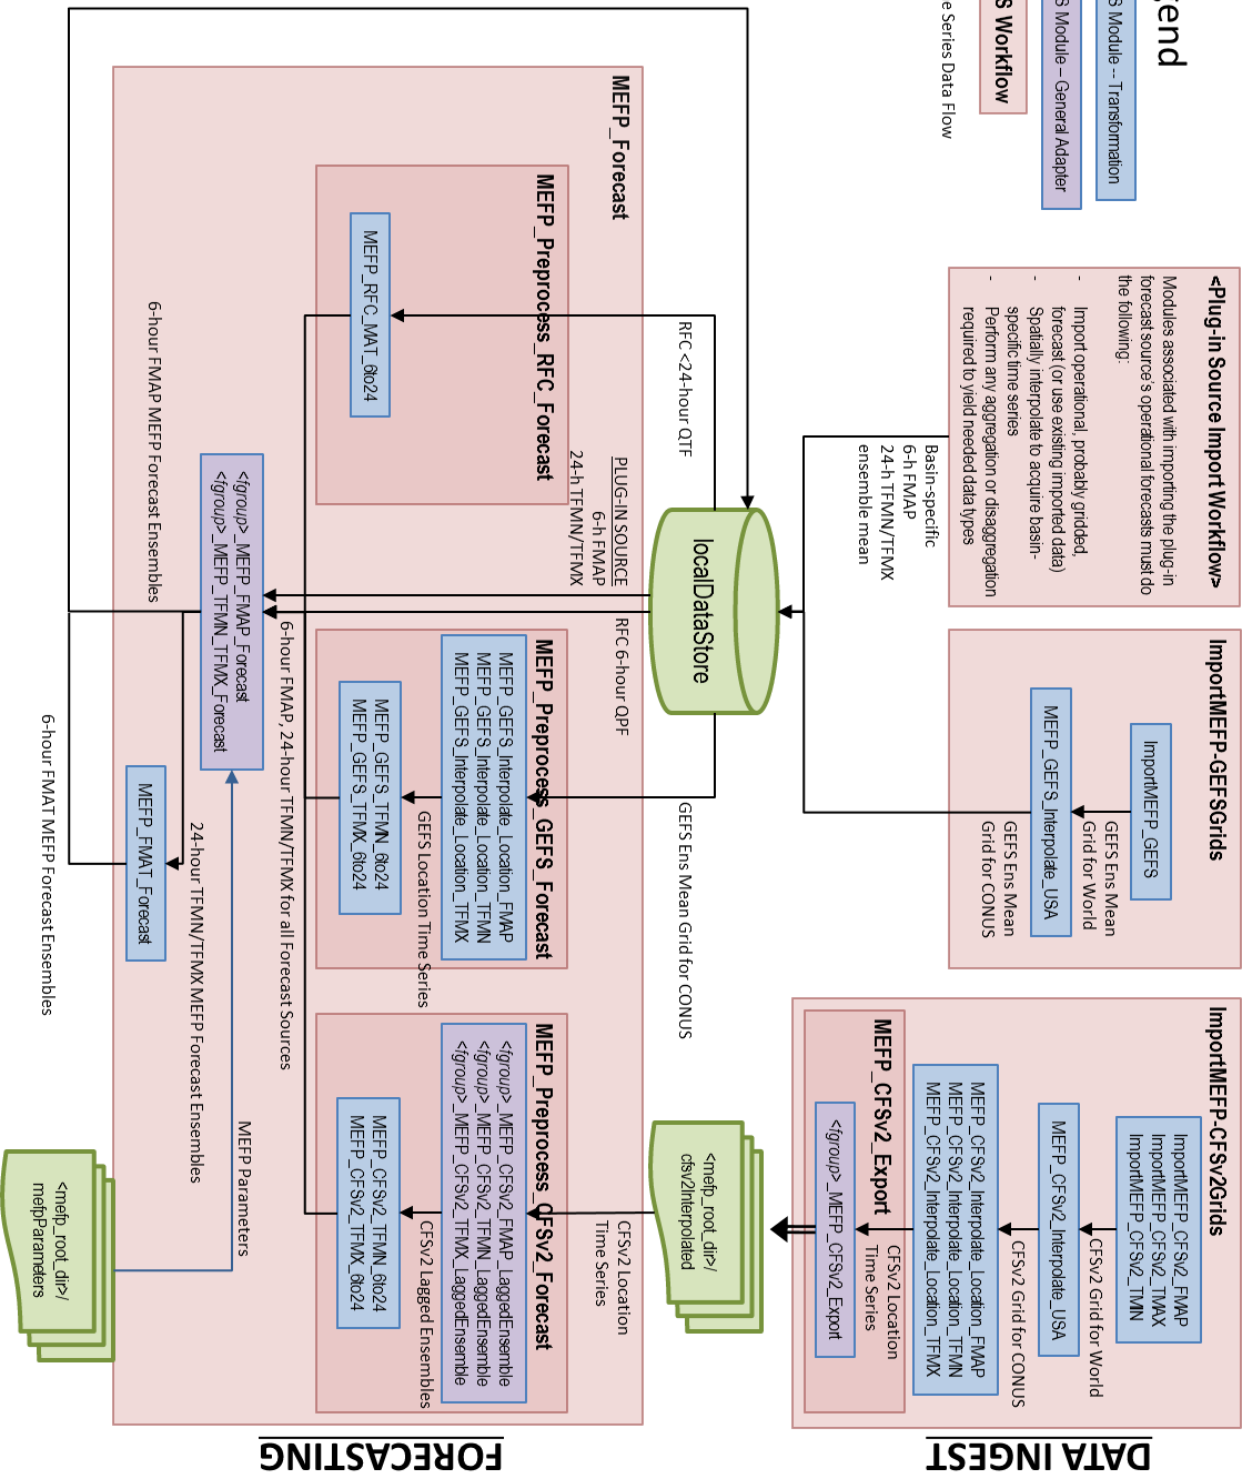 gend
S Module -- Transformation
S Module – General Adapter
S Workflow
e Series Data Flow
<Plug-in Source Import Workflow>
Modules associated with importing the plug-in
forecast source's operational forecasts must do
the following:
- Import operational, probably gridded,
forecast (or use existing imported data)
- Spatially interpolate to acquire basin-
specific time series
- Perform any aggregation or disaggregation
required to yield needed data types
Basin-specific
6-h FMAP
24-h TFMN/TFMX
ensemble mean
ImportMEFP-GEFSGrids
ImportMEFP_GEFS
GEFS Ens Mean
Grid for World
MEFP_GEFS_Interpolate_USA
GEFS Ens Mean
Grid for CONUS
ImportMEFP-CFSv2Grids
ImportMEFP_CFSv2_FMAP
ImportMEFP_CFSv2_TMAX
ImportMEFP_CFSv2_TMIN
CFSv2 Grid for World
MEFP_CFSv2_Interpolate_USA
CFSv2 Grid for CONUS
MEFP_CFSv2_Interpolate_Location_FMAP
MEFP_CFSv2_Interpolate_Location_TFMN
MEFP_CFSv2_Interpolate_Location_TFMX
CFSv2 Location
Time Series
MEFP_CFSv2_Export
<fgroup>_MEFP_CFSv2_Export
DATA INGEST
localDataStore
<mefp_root_dir>/
cfsv2Interpolated
RFC <24-hour QTF
PLUG-IN SOURCE
6-h FMAP
24-h TFMN/TFMX
RFC 6-hour QPF
GEFS Ens Mean Grid for CONUS
CFSv2 Location
Time Series
MEFP_Forecast
MEFP_Preprocess_RFC_Forecast
MEFP_RFC_MAT_6to24
MEFP_Preprocess_GEFS_Forecast
MEFP_GEFS_Interpolate_Location_FMAP
MEFP_GEFS_Interpolate_Location_TFMN
MEFP_GEFS_Interpolate_Location_TFMX
GEFS Location Time Series
MEFP_GEFS_TFMN_6to24
MEFP_GEFS_TFMX_6to24
MEFP_Preprocess_CFSv2_Forecast
<fgroup>_MEFP_CFSv2_FMAP_LaggedEnsemble
<fgroup>_MEFP_CFSv2_TFMN_LaggedEnsemble
<fgroup>_MEFP_CFSv2_TFMX_LaggedEnsemble
CFSv2 Lagged Ensembles
MEFP_CFSv2_TFMN_6to24
MEFP_CFSv2_TFMX_6to24
6-hour FMAP, 24-hour TFMN/TFMX for all Forecast Sources
<fgroup>_MEFP_FMAP_Forecast
<fgroup>_MEFP_TFMN_TFMX_Forecast
MEFP Parameters
24-hour TFMN/TFMX MEFP Forecast Ensembles
6-hour FMAP MEFP Forecast Ensembles
MEFP_FMAT_Forecast
6-hour FMAT MEFP Forecast Ensembles
<mefp_root_dir>/
mefpParameters
FORECASTING